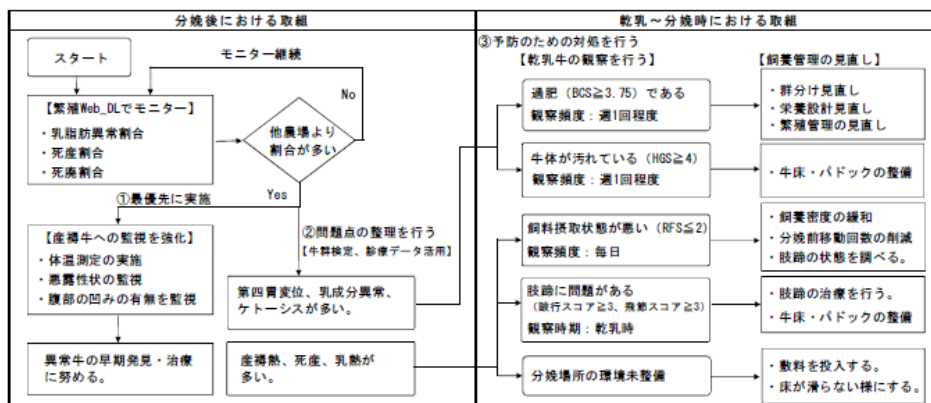 分娩後における取組
スタート
モニター継続
【繁殖Web_DLでモニター】
・乳脂肪異常割合
・死産割合
・死廃割合
No
他農場より
割合が多い
Yes
①最優先に実施
【産褥牛への監視を強化】
・体温測定の実施
・悪露性状の監視
・腹部の凹みの有無を監視
異常牛の早期発見・治療
に努める。
②問題点の整理を行う
【牛群検定、診療データ活用】
第四胃変位、乳成分異常、
ケトーシスが多い。
産褥熱、死産、乳熱が
多い。
乾乳～分娩時における取組
③予防のための対処を行う
【乾乳牛の観察を行う】
【飼養管理の見直し】
過肥（BCS≧3.75）である
観察頻度：週1回程度
・群分け見直し
・栄養設計見直し
・繁殖管理の見直し
牛体が汚れている（HGS≧4）
観察頻度：週1回程度
・牛床・パドックの整備
飼料摂取状態が悪い（RFS≦2）
観察頻度：毎日
・飼養密度の緩和
・分娩前移動回数の削減
・肢蹄の状態を調べる。
肢蹄に問題がある
（跛行スコア≧3、飛節スコア≧3）
観察時期：乾乳時
・肢蹄の治療を行う。
・牛床・パドックの整備
分娩場所の環境未整備
・敷料を投入する。
・床が滑らない様にする。